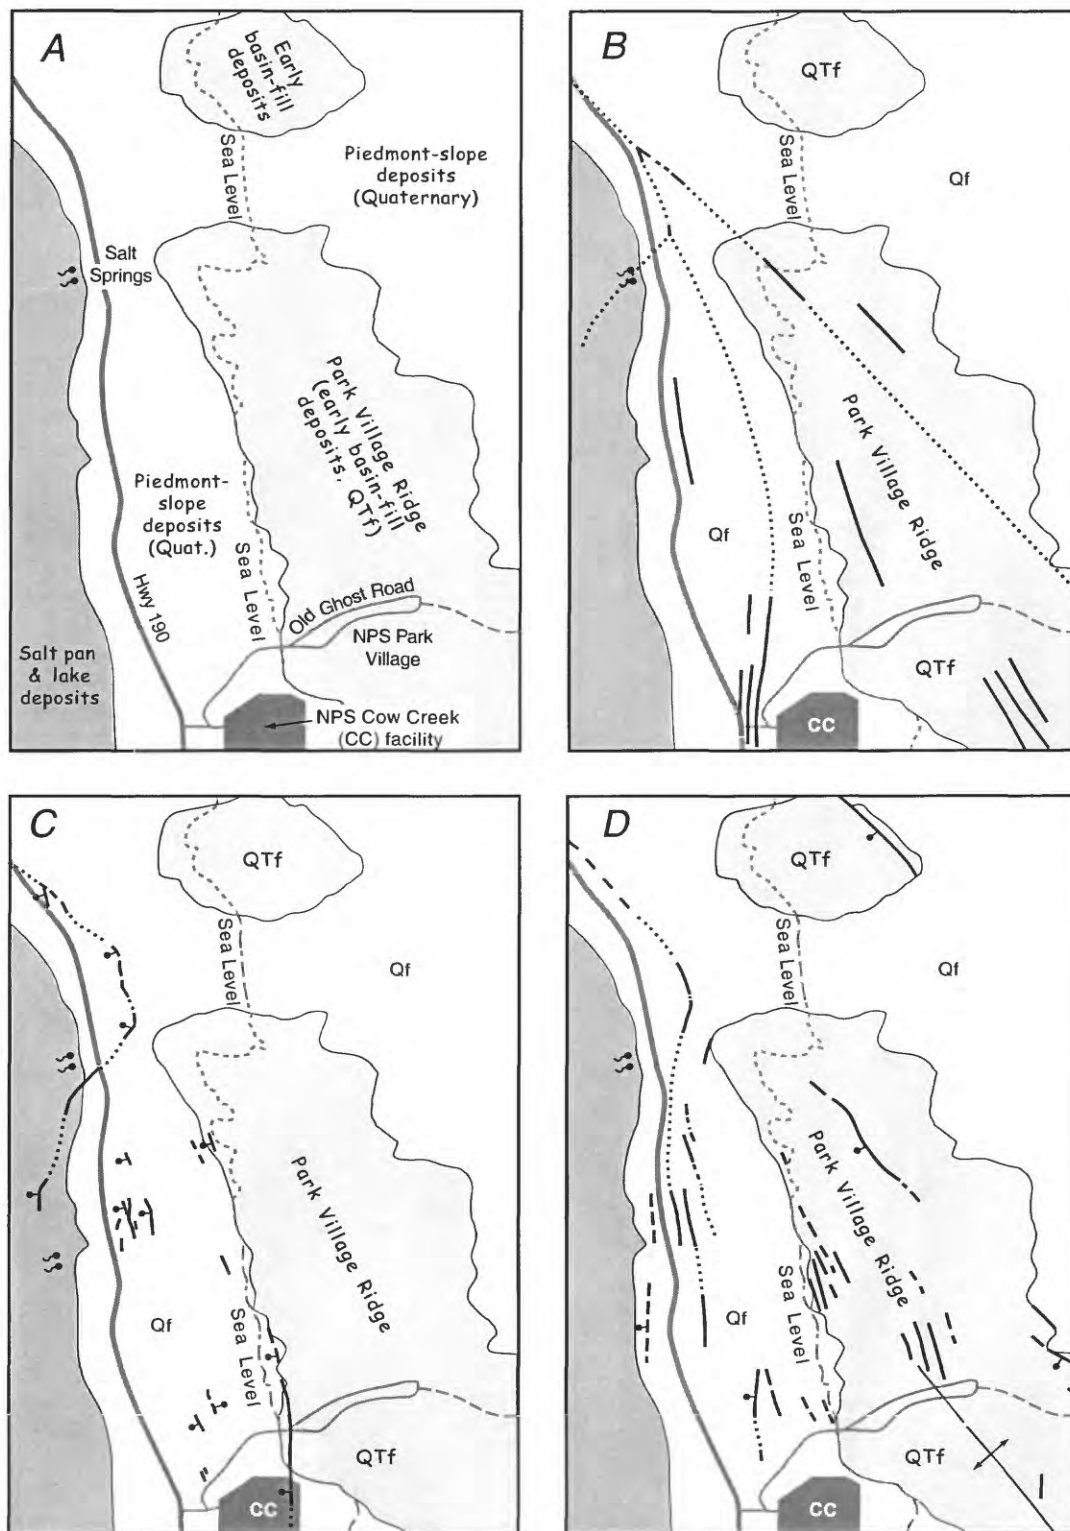 A
Early
basin-fill
deposits
Sea Level
Piedmont-slope
deposits
(Quaternary)
Salt
Springs
Park Village Ridge
(early basin-fill
deposits, QTf)
Piedmont-
slope
deposits
(Quat.)
Sea Level
Hwy 190
Old Ghost Road
NPS Park
Village
Salt pan
& lake
deposits
NPS Cow Creek
(CC) facility
B
QTf
Sea Level
Qf
Park Village Ridge
Qf
Sea Level
QTf
CC
C
QTf
Sea Level
Qf
Park Village Ridge
Qf
Sea Level
QTf
CC
D
QTf
Sea Level
Qf
Park Village Ridge
Qf
Sea Level
QTf
CC